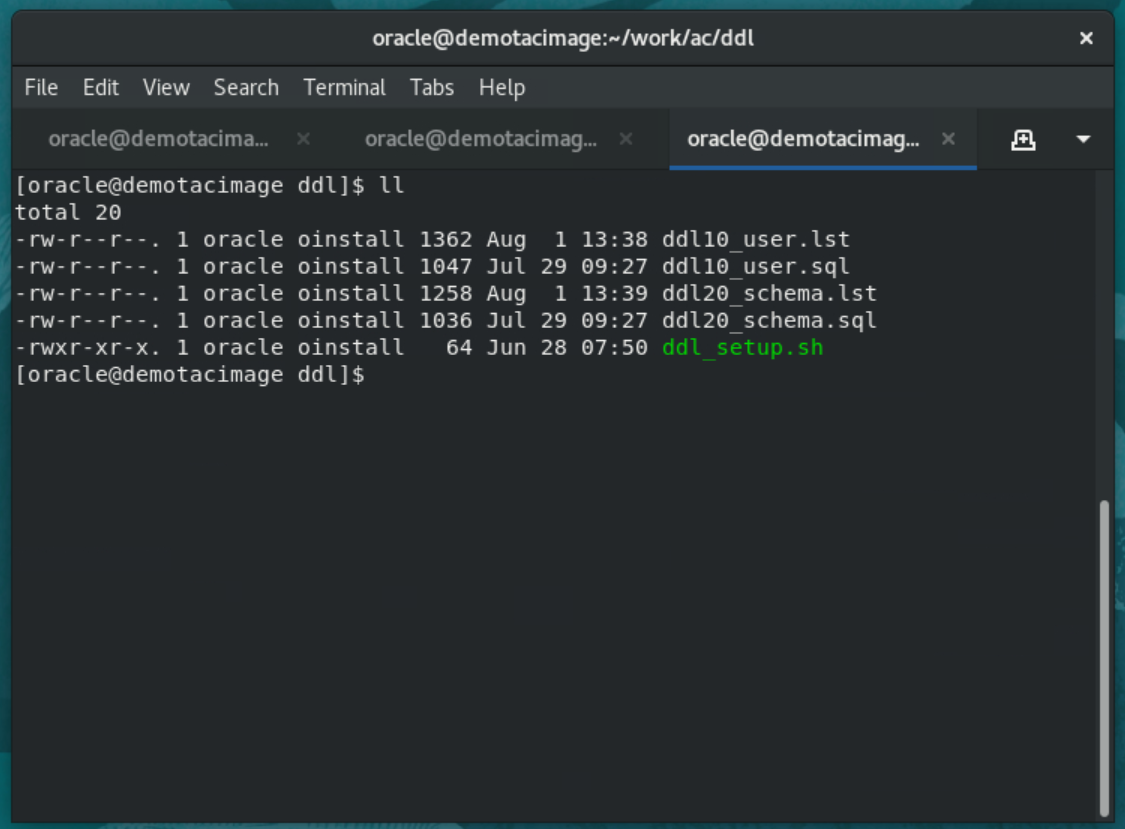 oracle@demotacimage:~/work/ac/ddl
File Edit View Search Terminal Tabs Help
oracle@demotacima... oracle@demotacimag... oracle@demotacimag...
[oracle@demotacimage ddl]$ ll
total 20
-rw-r--r--. 1 oracle oinstall 1362 Aug  1 13:38 ddl10_user.lst
-rw-r--r--. 1 oracle oinstall 1047 Jul 29 09:27 ddl10_user.sql
-rw-r--r--. 1 oracle oinstall 1258 Aug  1 13:39 ddl20_schema.lst
-rw-r--r--. 1 oracle oinstall 1036 Jul 29 09:27 ddl20_schema.sql
-rwxr-xr-x. 1 oracle oinstall   64 Jun 28 07:50 ddl_setup.sh
[oracle@demotacimage ddl]$